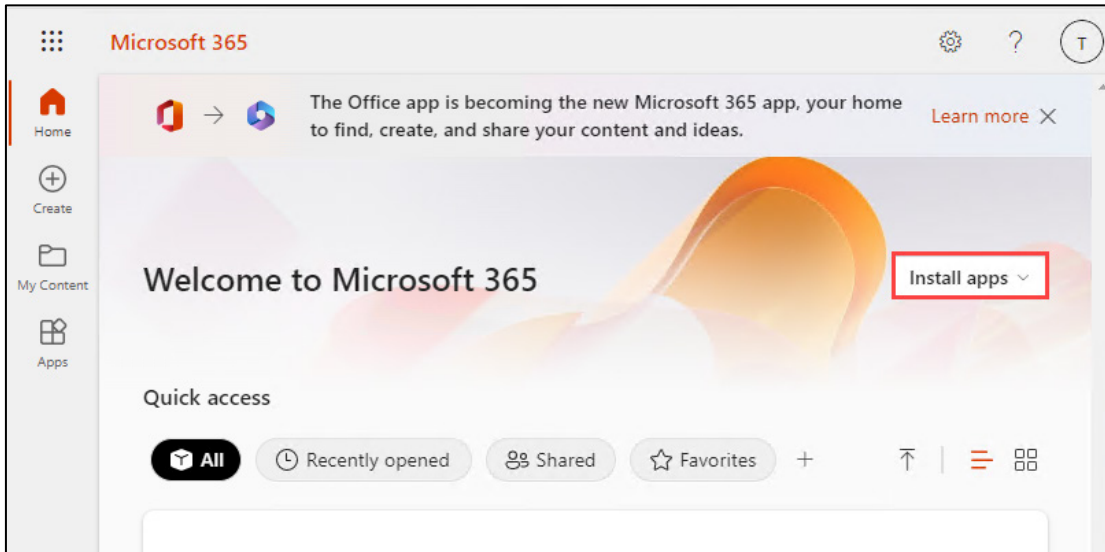 Microsoft 365
?
T
Home
Create
My Content
Apps
The Office app is becoming the new Microsoft 365 app, your home
to find, create, and share your content and ideas.
Learn more
Welcome to Microsoft 365
Install apps
Quick access
All
Recently opened
Shared
Favorites